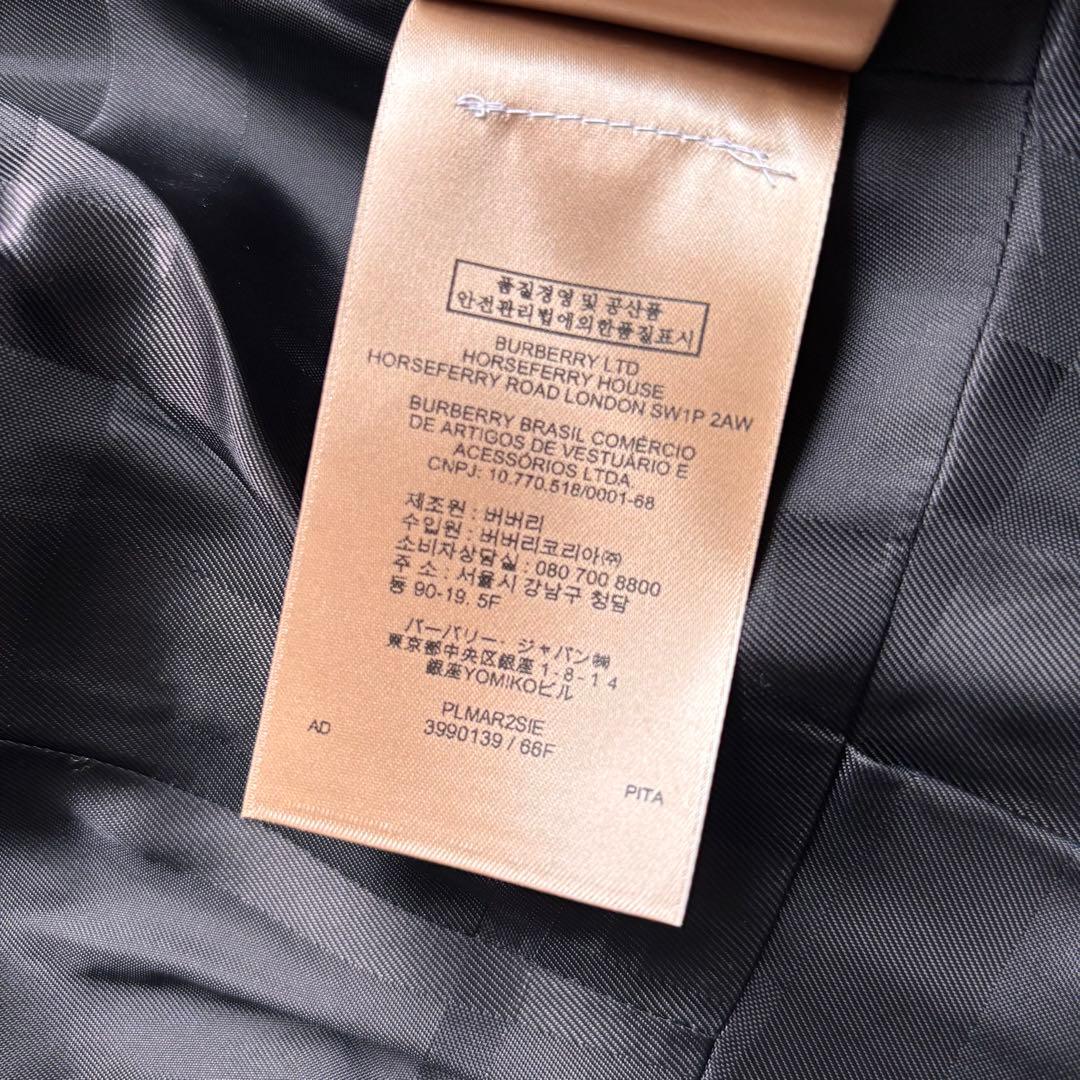 품질경영 및 공산품
안전관리법에의한품질표시
BURBERRY LTD
HORSEFERRY HOUSE
HORSEFERRY ROAD LONDON SW1P 2AW
BURBERRY BRASIL COMÉRCIO
DE ARTIGOS DE VESTUÁRIO E
ACESSÓRIOS LTDA.
CNPJ: 10.770.518/0001-68
제조원 : 버버리
수입원 : 버버리코리아㈜
소비자상담실 : 080 700 8800
주 소 : 서울시 강남구 청담
동 90-19, 5F
バーバリー・ジャパン㈱
東京都中央区銀座1-8-14
銀座YOMIKOビル
PLMAR2SIE
AD
3990139 / 66F
PITA